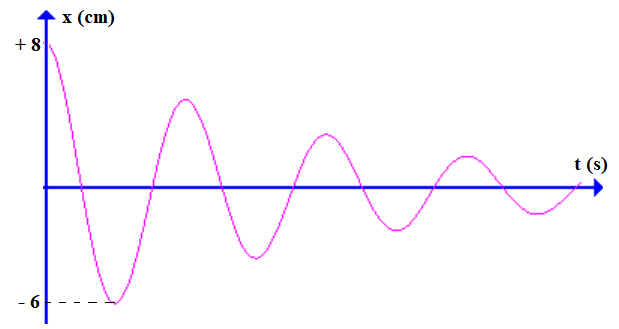 x (cm)
+ 8
t (s)
- 6